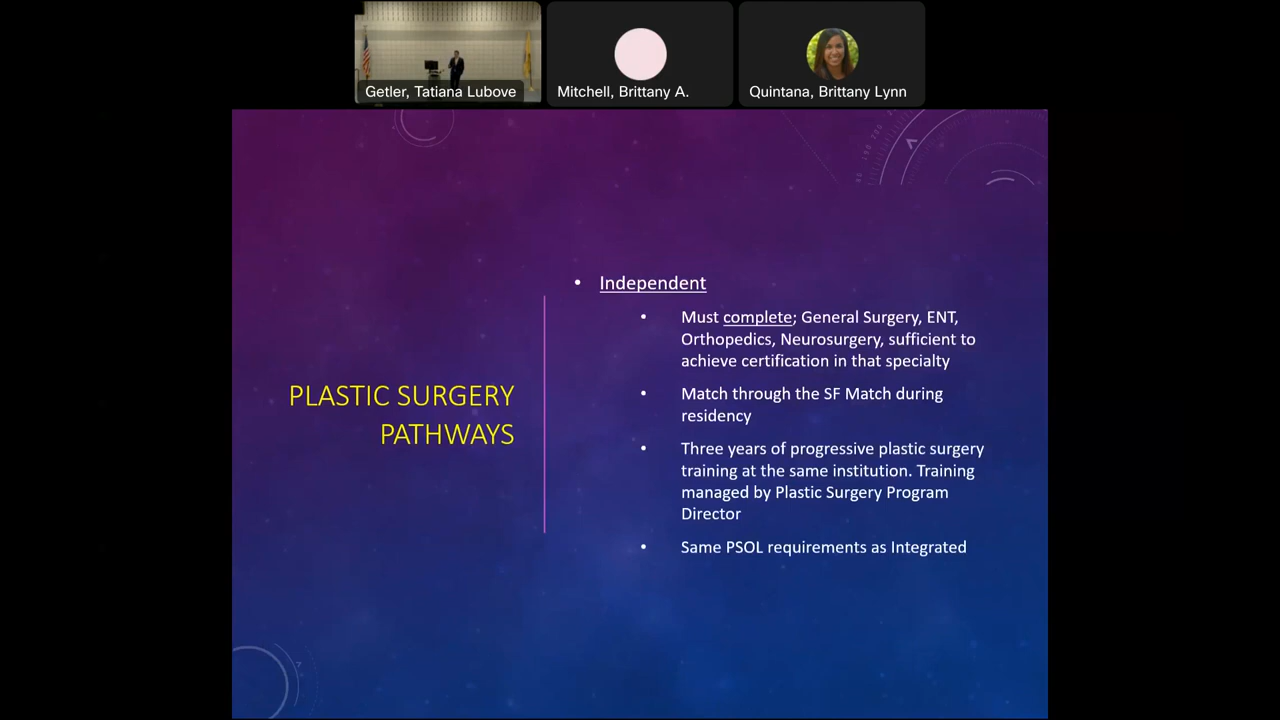 Getler, Tatiana Lubove
Mitchell, Brittany A.
Quintana, Brittany Lynn
PLASTIC SURGERY
PATHWAYS
• Independent
• Must complete; General Surgery, ENT,
Orthopedics, Neurosurgery, sufficient to
achieve certification in that specialty
• Match through the SF Match during
residency
• Three years of progressive plastic surgery
training at the same institution. Training
managed by Plastic Surgery Program
Director
• Same PSOL requirements as Integrated